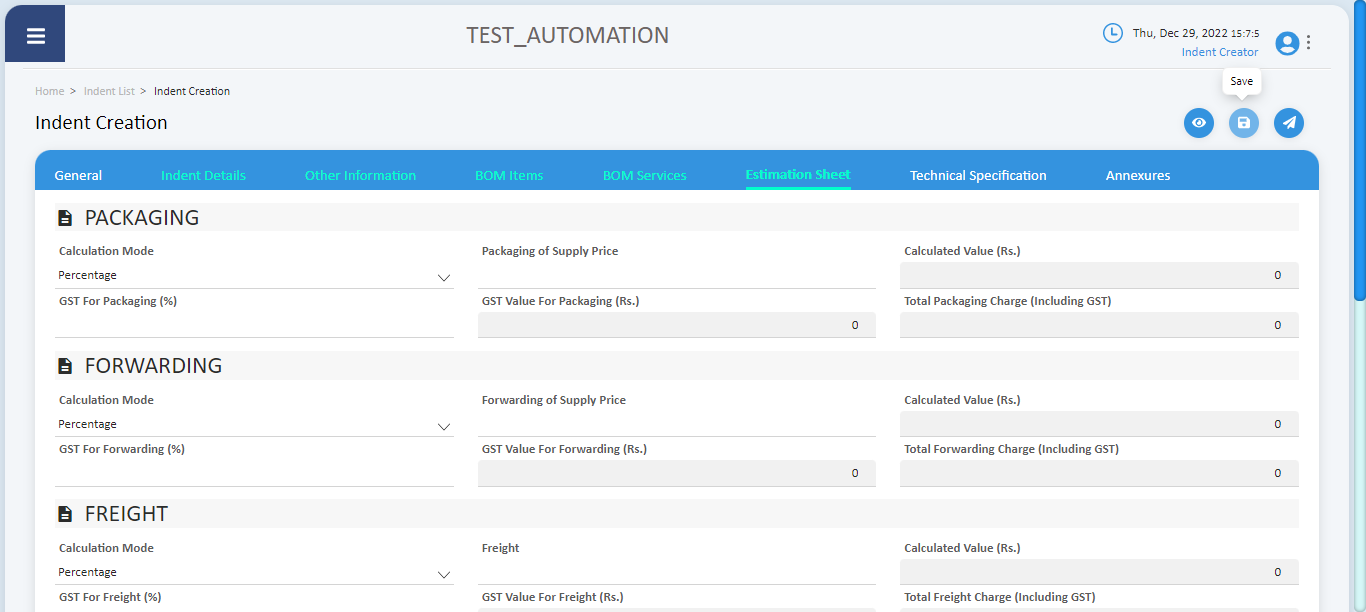 TEST_AUTOMATION
Thu, Dec 29, 2022 15:7:5
Indent Creator
Home > Indent List > Indent Creation
Save
Indent Creation
General Indent Details Other Information BOM Items BOM Services Estimation Sheet Technical Specification Annexures
PACKAGING
Calculation Mode Packaging of Supply Price Calculated Value (Rs.)
Percentage 0
GST For Packaging (%) GST Value For Packaging (Rs.) Total Packaging Charge (Including GST)
0 0
FORWARDING
Calculation Mode Forwarding of Supply Price Calculated Value (Rs.)
Percentage 0
GST For Forwarding (%) GST Value For Forwarding (Rs.) Total Forwarding Charge (Including GST)
0 0
FREIGHT
Calculation Mode Freight Calculated Value (Rs.)
Percentage 0
GST For Freight (%) GST Value For Freight (Rs.) Total Freight Charge (Including GST)